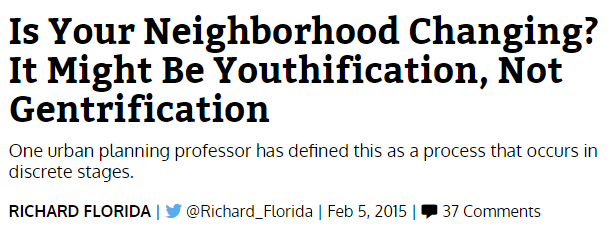 Is Your Neighborhood Changing?
It Might Be Youthification, Not
Gentrification
One urban planning professor has defined this as a process that occurs in
discrete stages.
RICHARD FLORIDA | @Richard_Florida | Feb 5, 2015 | 37 Comments